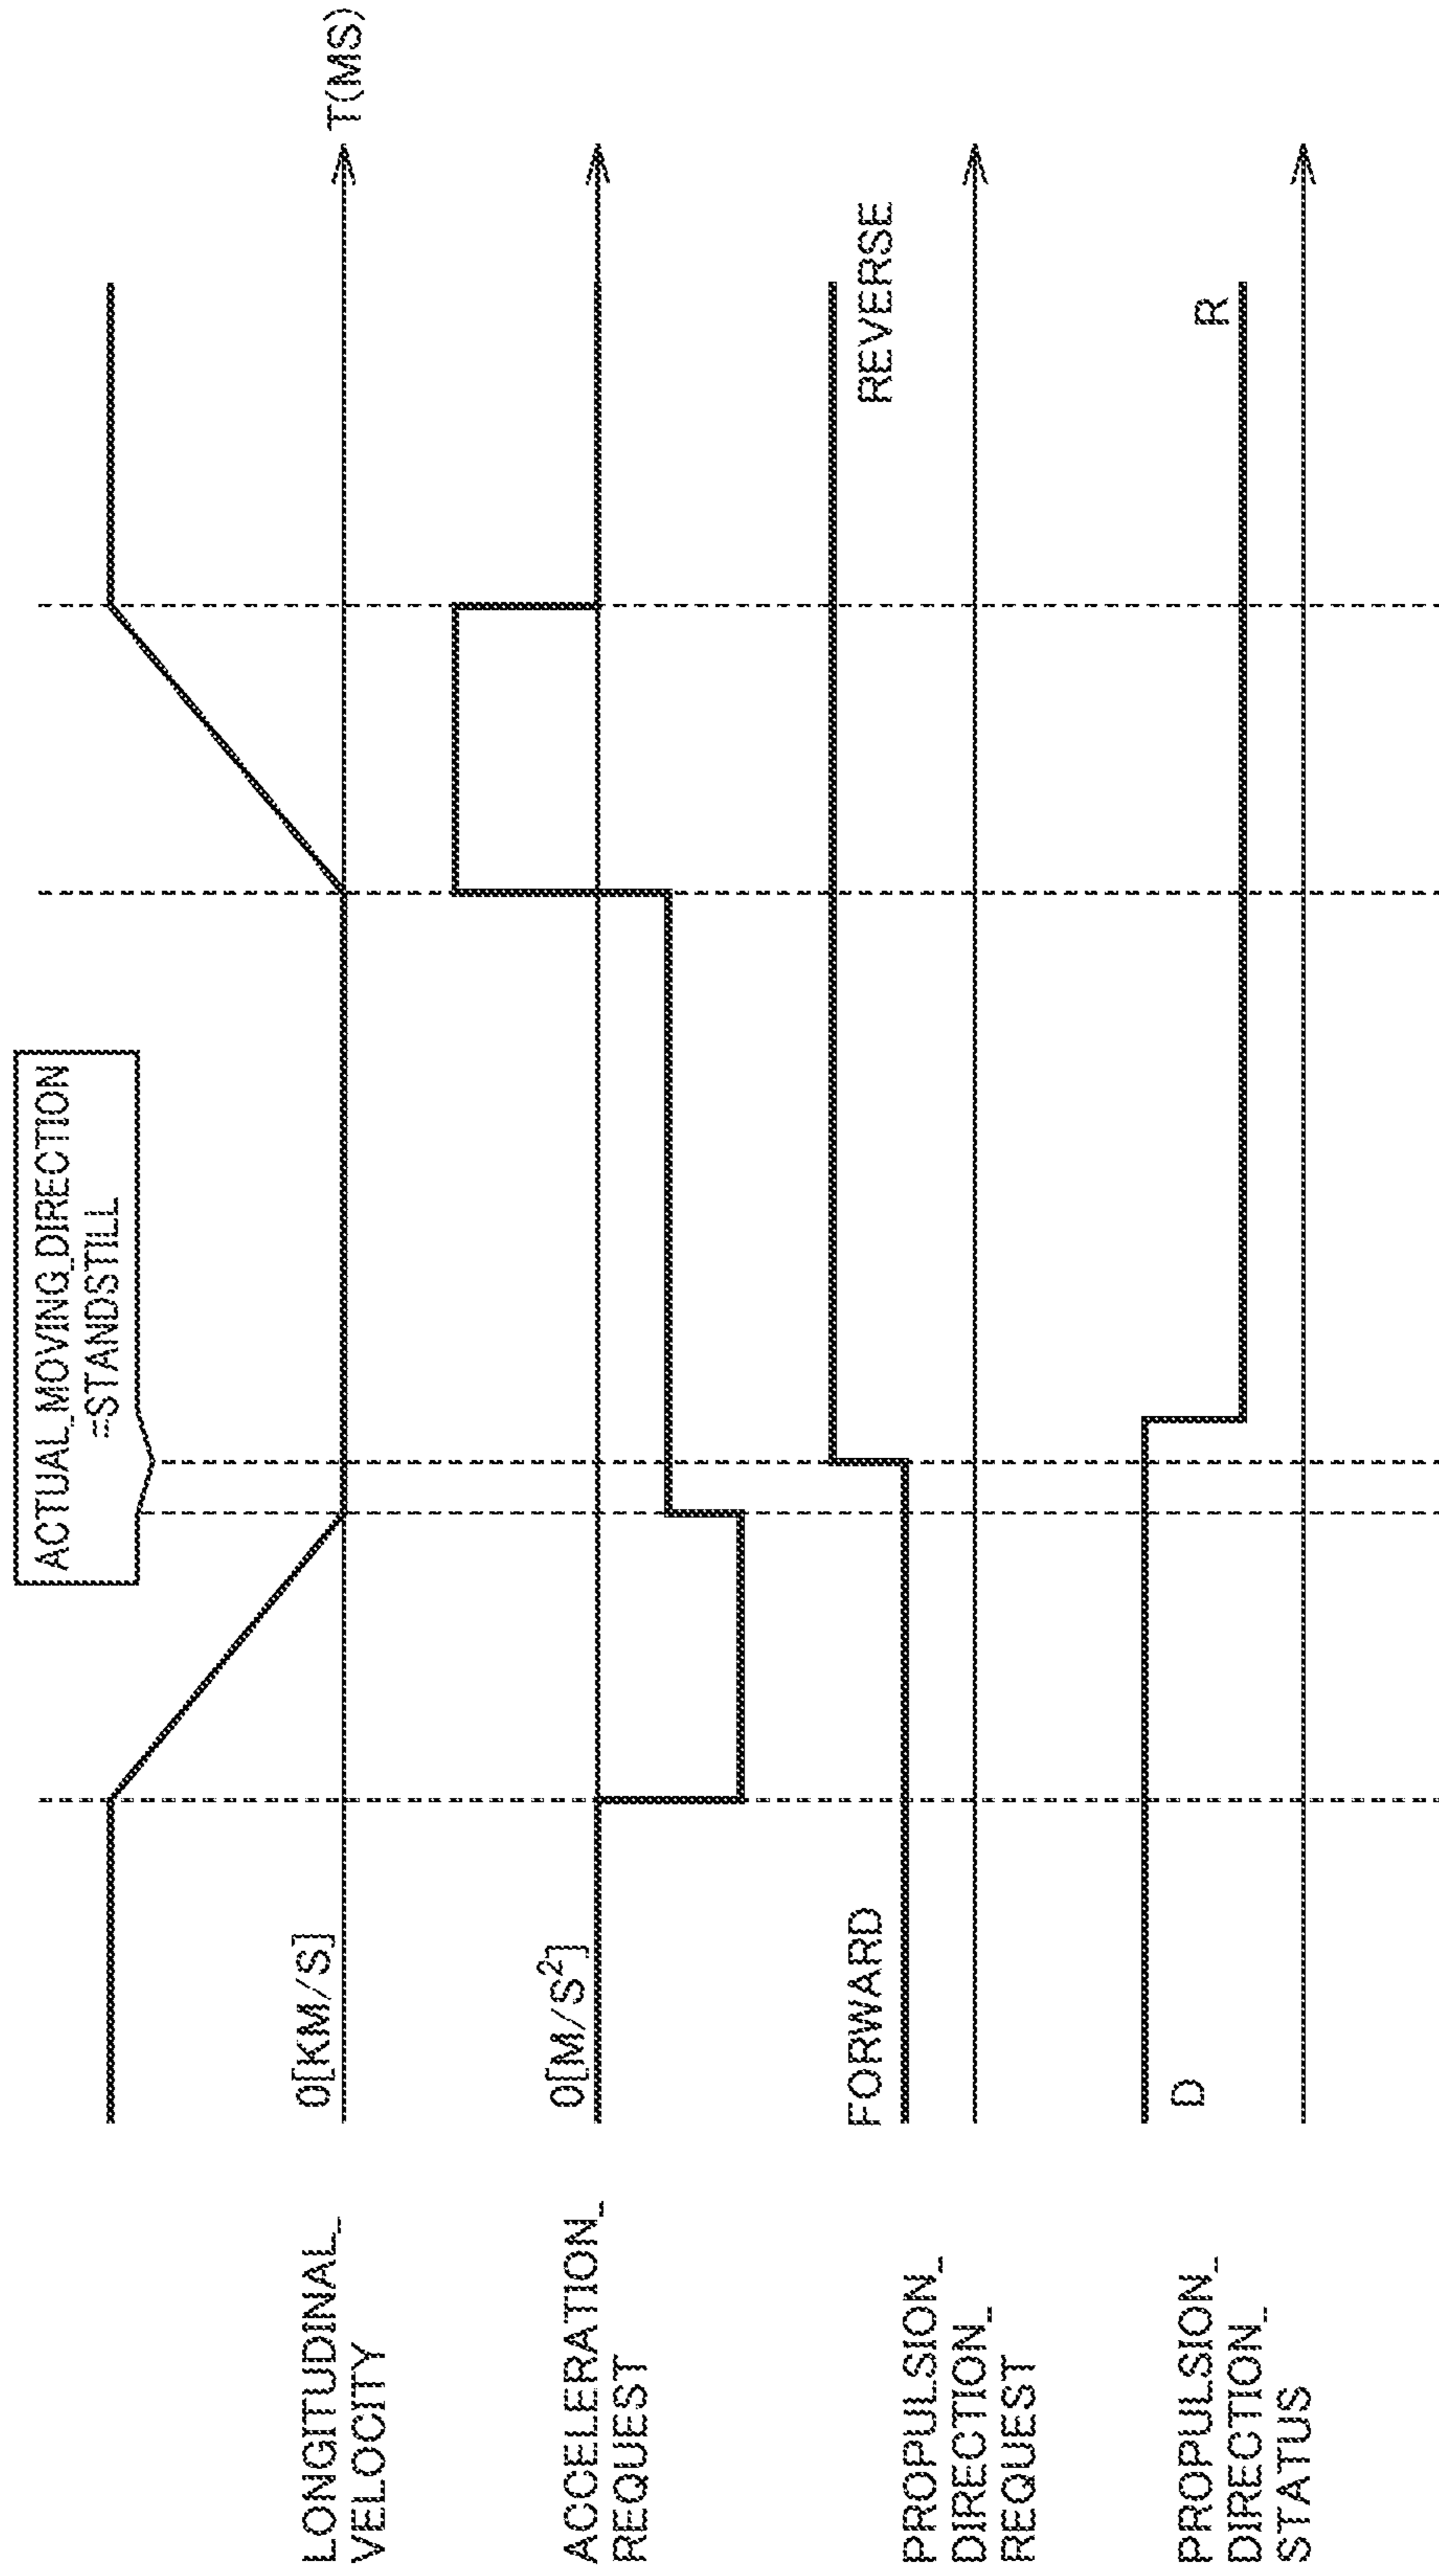 ACTUAL_MOVING_DIRECTION
=STANDSTILL
T(MS)
0[KM/S]
LONGITUDINAL_
VELOCITY
0[M/S²]
ACCELERATION_
REQUEST
FORWARD
REVERSE
PROPULSION_
DIRECTION_
REQUEST
D
R
PROPULSION_
DIRECTION_
STATUS